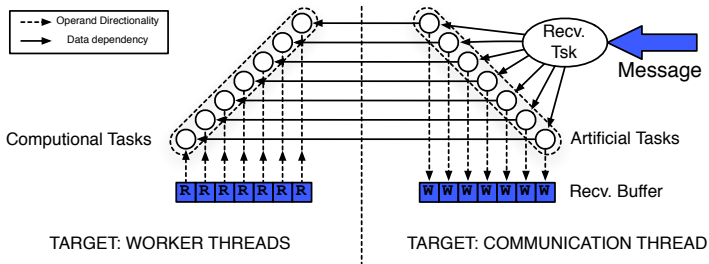 Operand Directionality
Data dependency
Recv.
Tsk
Message
Computional Tasks
Artificial Tasks
R R R R R R R
W W W W W W W
Recv. Buffer
TARGET: WORKER THREADS
TARGET: COMMUNICATION THREAD